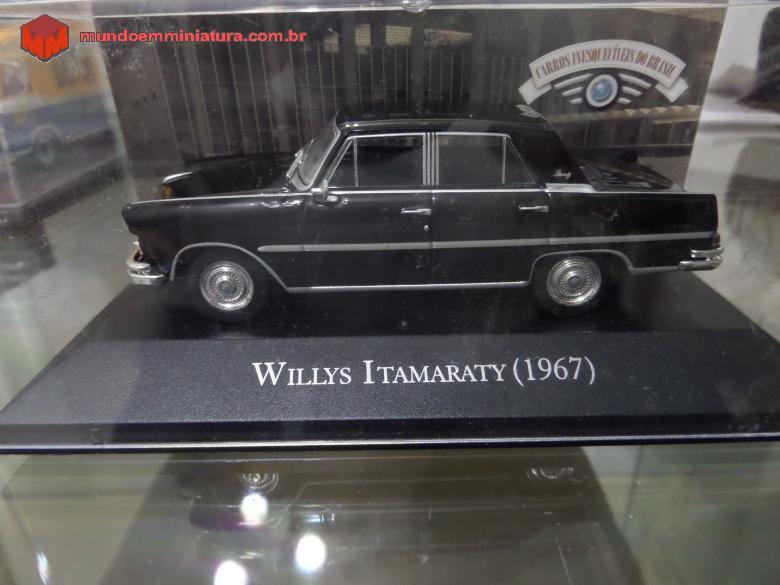 mundoemminiatura.com.br
CARROS INESQUECÍVEIS DO BRASIL
WILLYS ITAMARATY (1967)